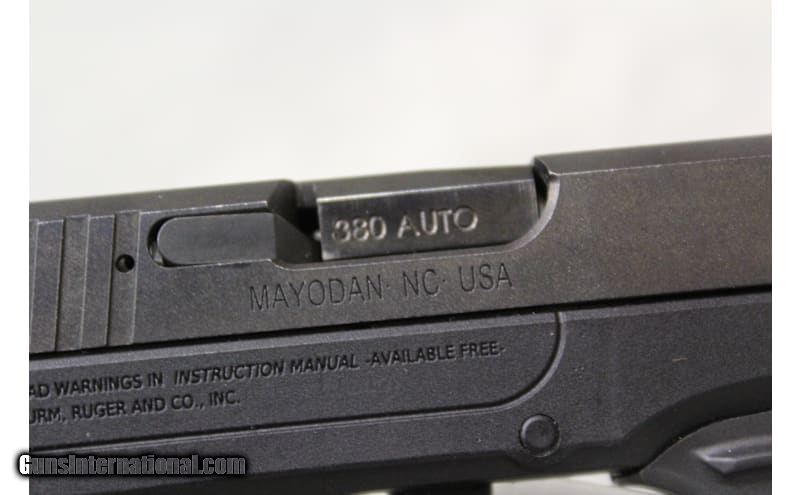 380 AUTO
MAYODAN · NC · USA
AD WARNINGS IN INSTRUCTION MANUAL -AVAILABLE FREE-
URM, RUGER AND CO., INC.
GunsInternational.com